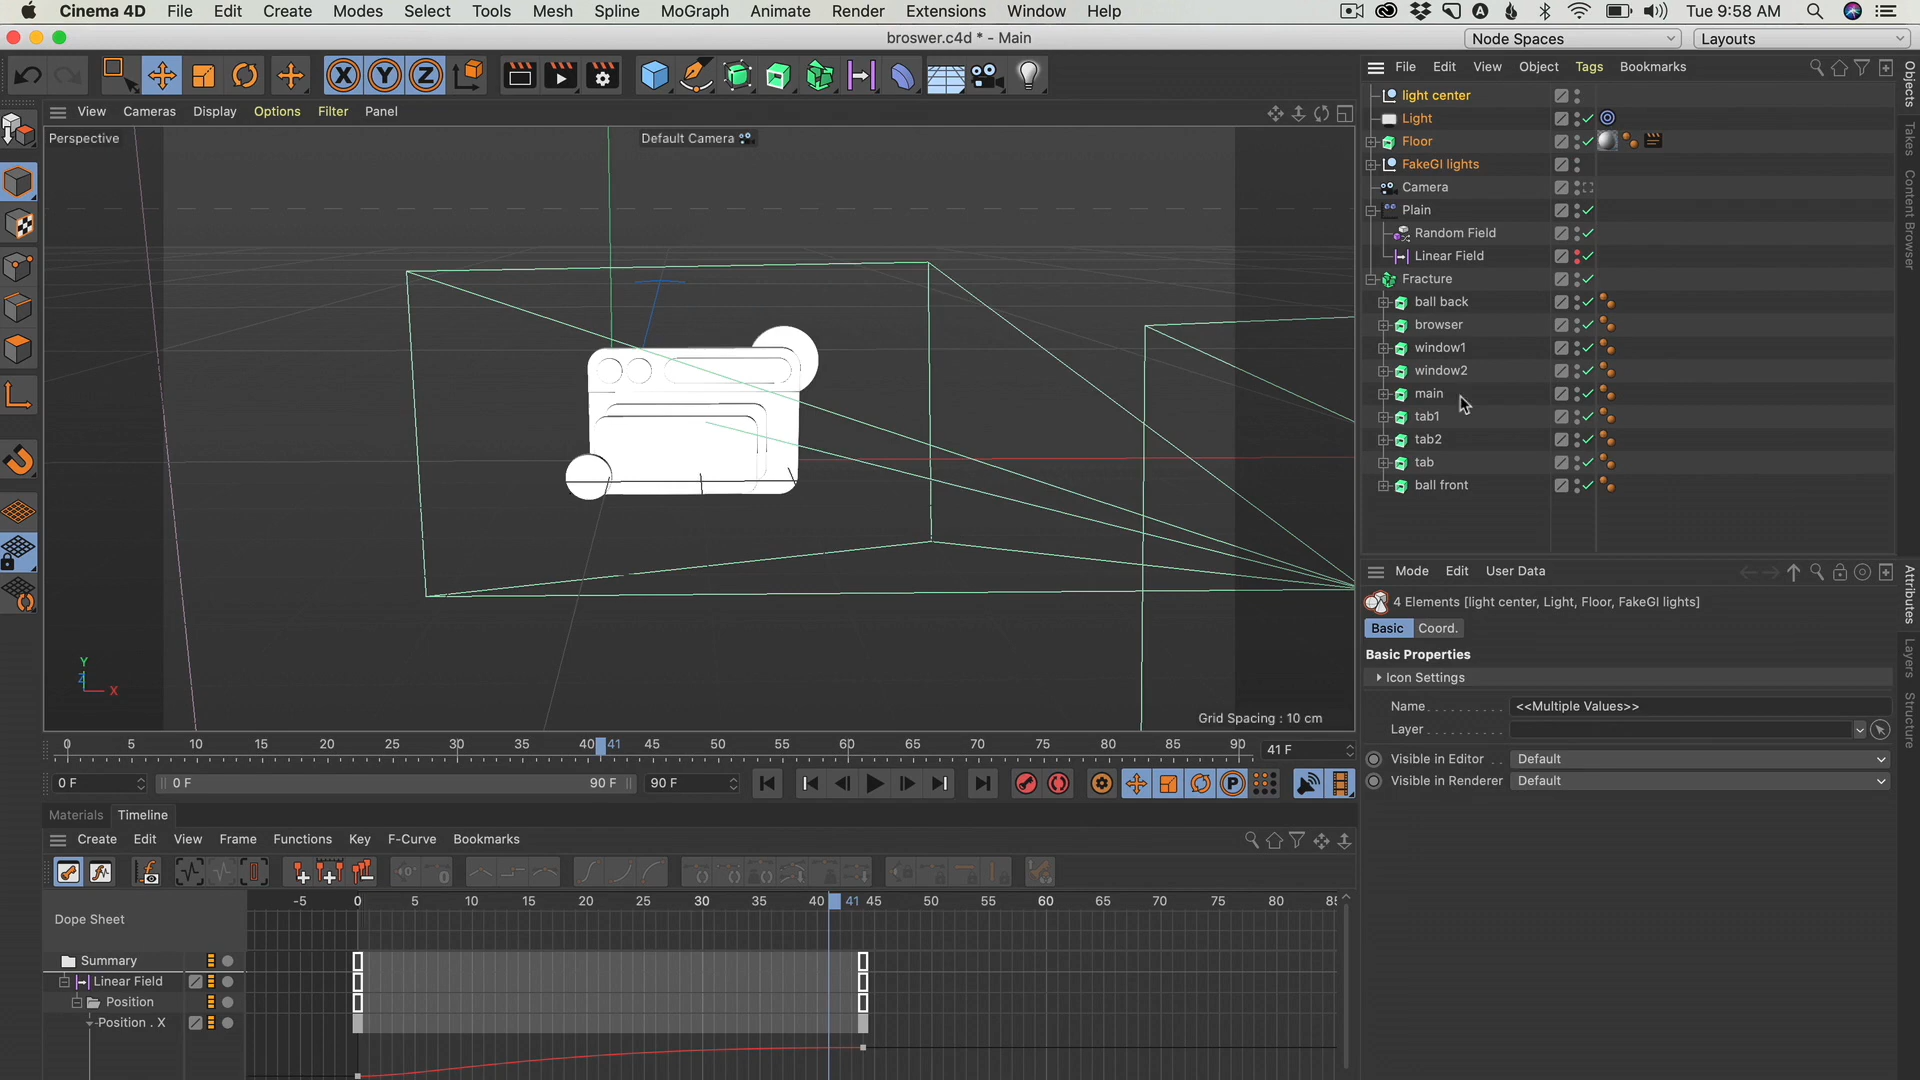 Cinema 4D File Edit Create Modes Select Tools Mesh Spline MoGraph Animate Render Extensions Window Help Tue 9:58 AM
broswer.c4d * - Main
Node Spaces Layouts
X Y Z
File Edit View Object Tags Bookmarks
View Cameras Display Options Filter Panel
Perspective
Default Camera
light center
Light
Floor
FakeGI lights
Camera
Plain
Random Field
Linear Field
Fracture
ball back
browser
window1
window2
main
tab1
tab2
tab
ball front
Objects
Takes
Content Browser
Y
Z
X
Grid Spacing : 10 cm
Mode Edit User Data
4 Elements [light center, Light, Floor, FakeGI lights]
Basic Coord.
Basic Properties
Icon Settings
Name <<Multiple Values>>
Layer
Visible in Editor Default
Visible in Renderer Default
Attributes
Layers
Structure
0 5 10 15 20 25 30 35 40 41 45 50 55 60 65 70 75 80 85 90 41 F
0 F 0 F 90 F 90 F
Materials Timeline
Create Edit View Frame Functions Key F-Curve Bookmarks
-5 0 5 10 15 20 25 30 35 40 41 45 50 55 60 65 70 75 80 85
Dope Sheet
Summary
Linear Field
Position
Position . X